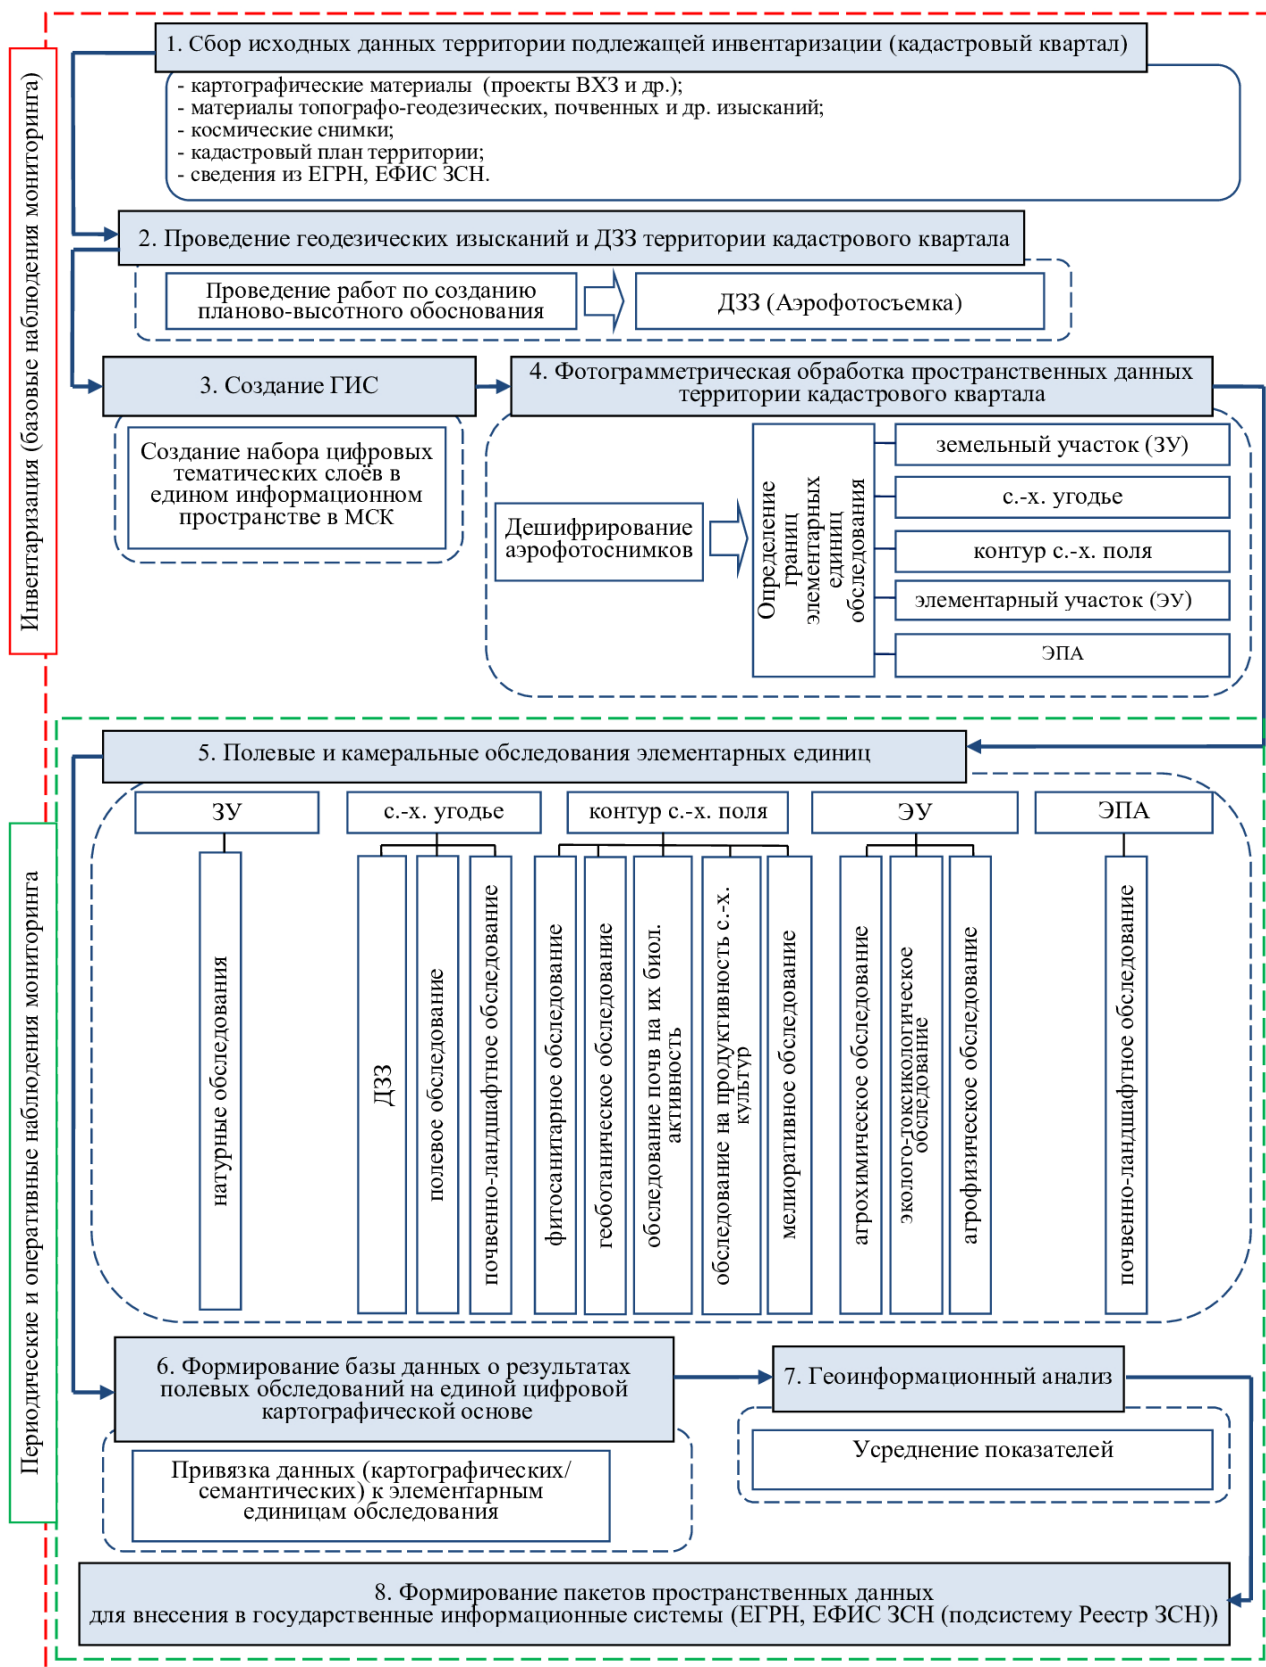 Инвентаризация (базовые наблюдения мониторинга)
1. Сбор исходных данных территории подлежащей инвентаризации (кадастровый квартал)
- картографические материалы (проекты ВХЗ и др.);
- материалы топографо-геодезических, почвенных и др. изысканий;
- космические снимки;
- кадастровый план территории;
- сведения из ЕГРН, ЕФИС ЗСН.
2. Проведение геодезических изысканий и ДЗЗ территории кадастрового квартала
Проведение работ по созданию
планово-высотного обоснования
ДЗЗ (Аэрофотосъемка)
3. Создание ГИС
Создание набора цифровых
тематических слоёв в
едином информационном
пространстве в МСК
4. Фотограмметрическая обработка пространственных данных
территории кадастрового квартала
Дешифрирование
аэрофотоснимков
Определение
границ
элементарных
единиц
обследования
земельный участок (ЗУ)
с.-х. угодье
контур с.-х. поля
элементарный участок (ЭУ)
ЭПА
Периодические и оперативные наблюдения мониторинга
5. Полевые и камеральные обследования элементарных единиц
ЗУ
натурные обследования
с.-х. угодье
ДЗЗ
полевое обследование
почвенно-ландшафтное обследование
контур с.-х. поля
фитосанитарное обследование
геоботаническое обследование
обследование почв на их биол.
активность
обследование на продуктивность с.-х.
культур
мелиоративное обследование
ЭУ
агрохимическое обследование
эколого-токсикологическое
обследование
агрофизическое обследование
ЭПА
почвенно-ландшафтное обследование
6. Формирование базы данных о результатах
полевых обследований на единой цифровой
картографической основе
Привязка данных (картографических/
семантических) к элементарным
единицам обследования
7. Геоинформационный анализ
Усреднение показателей
8. Формирование пакетов пространственных данных
для внесения в государственные информационные системы (ЕГРН, ЕФИС ЗСН (подсистему Реестр ЗСН))